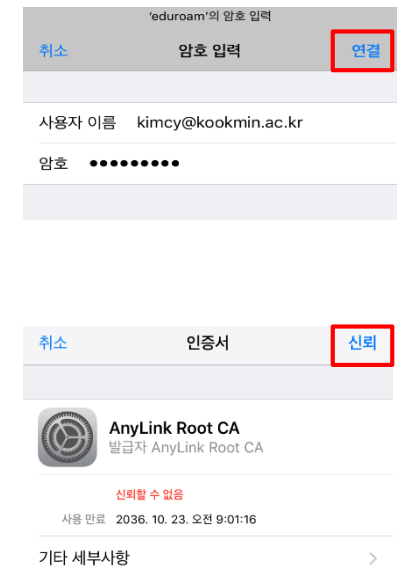 'eduroam'의 암호 입력
취소 암호 입력 연결
사용자 이름 kimcy@kookmin.ac.kr
암호 ●●●●●●●●●
취소 인증서 신뢰
AnyLink Root CA
발급자 AnyLink Root CA
신뢰할 수 없음
사용 만료 2036. 10. 23. 오전 9:01:16
기타 세부사항